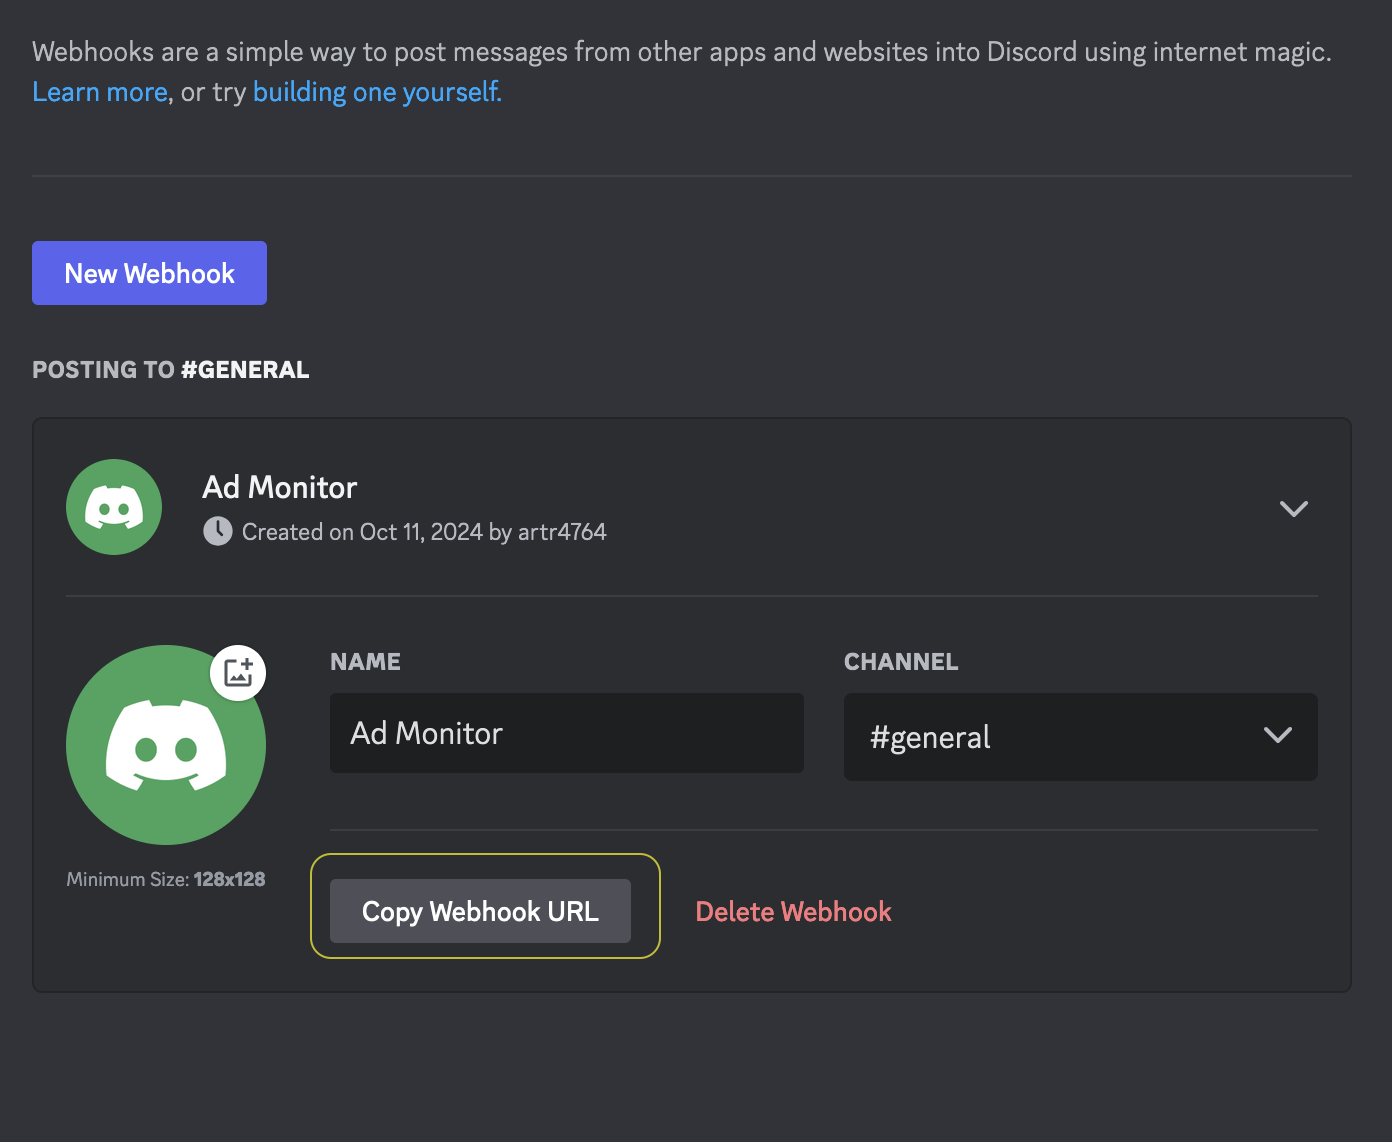 Webhooks are a simple way to post messages from other apps and websites into Discord using internet magic.
Learn more, or try building one yourself.
New Webhook
POSTING TO #GENERAL
Ad Monitor
Created on Oct 11, 2024 by artr4764
NAME
CHANNEL
Ad Monitor
#general
Minimum Size: 128x128
Copy Webhook URL
Delete Webhook